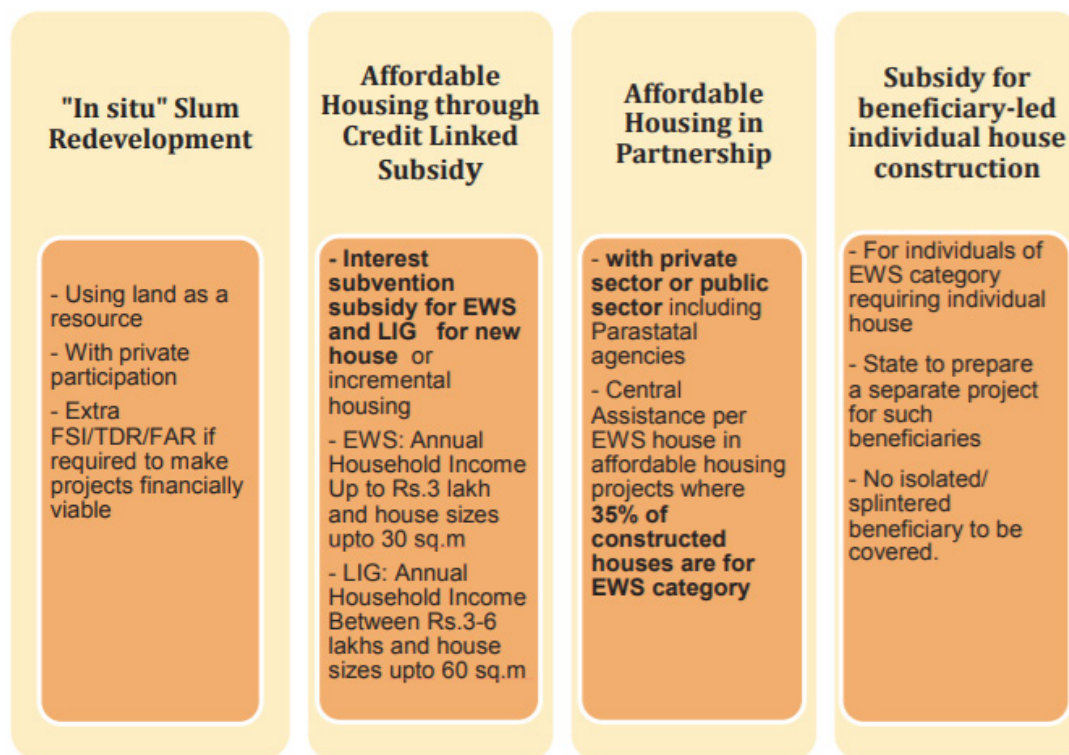 "In situ" Slum
Redevelopment
- Using land as a
resource
- With private
participation
- Extra
FSI/TDR/FAR if
required to make
projects financially
viable
Affordable
Housing through
Credit Linked
Subsidy
- Interest
subvention
subsidy for EWS
and LIG for new
house or
incremental
housing
- EWS: Annual
Household Income
Up to Rs.3 lakh
and house sizes
upto 30 sq.m
- LIG: Annual
Household Income
Between Rs.3-6
lakhs and house
sizes upto 60 sq.m
Affordable
Housing in
Partnership
- with private
sector or public
sector including
Parastatal
agencies
- Central
Assistance per
EWS house in
affordable housing
projects where
35% of
constructed
houses are for
EWS category
Subsidy for
beneficiary-led
individual house
construction
- For individuals of
EWS category
requiring individual
house
- State to prepare
a separate project
for such
beneficiaries
- No isolated/
splintered
beneficiary to be
covered.